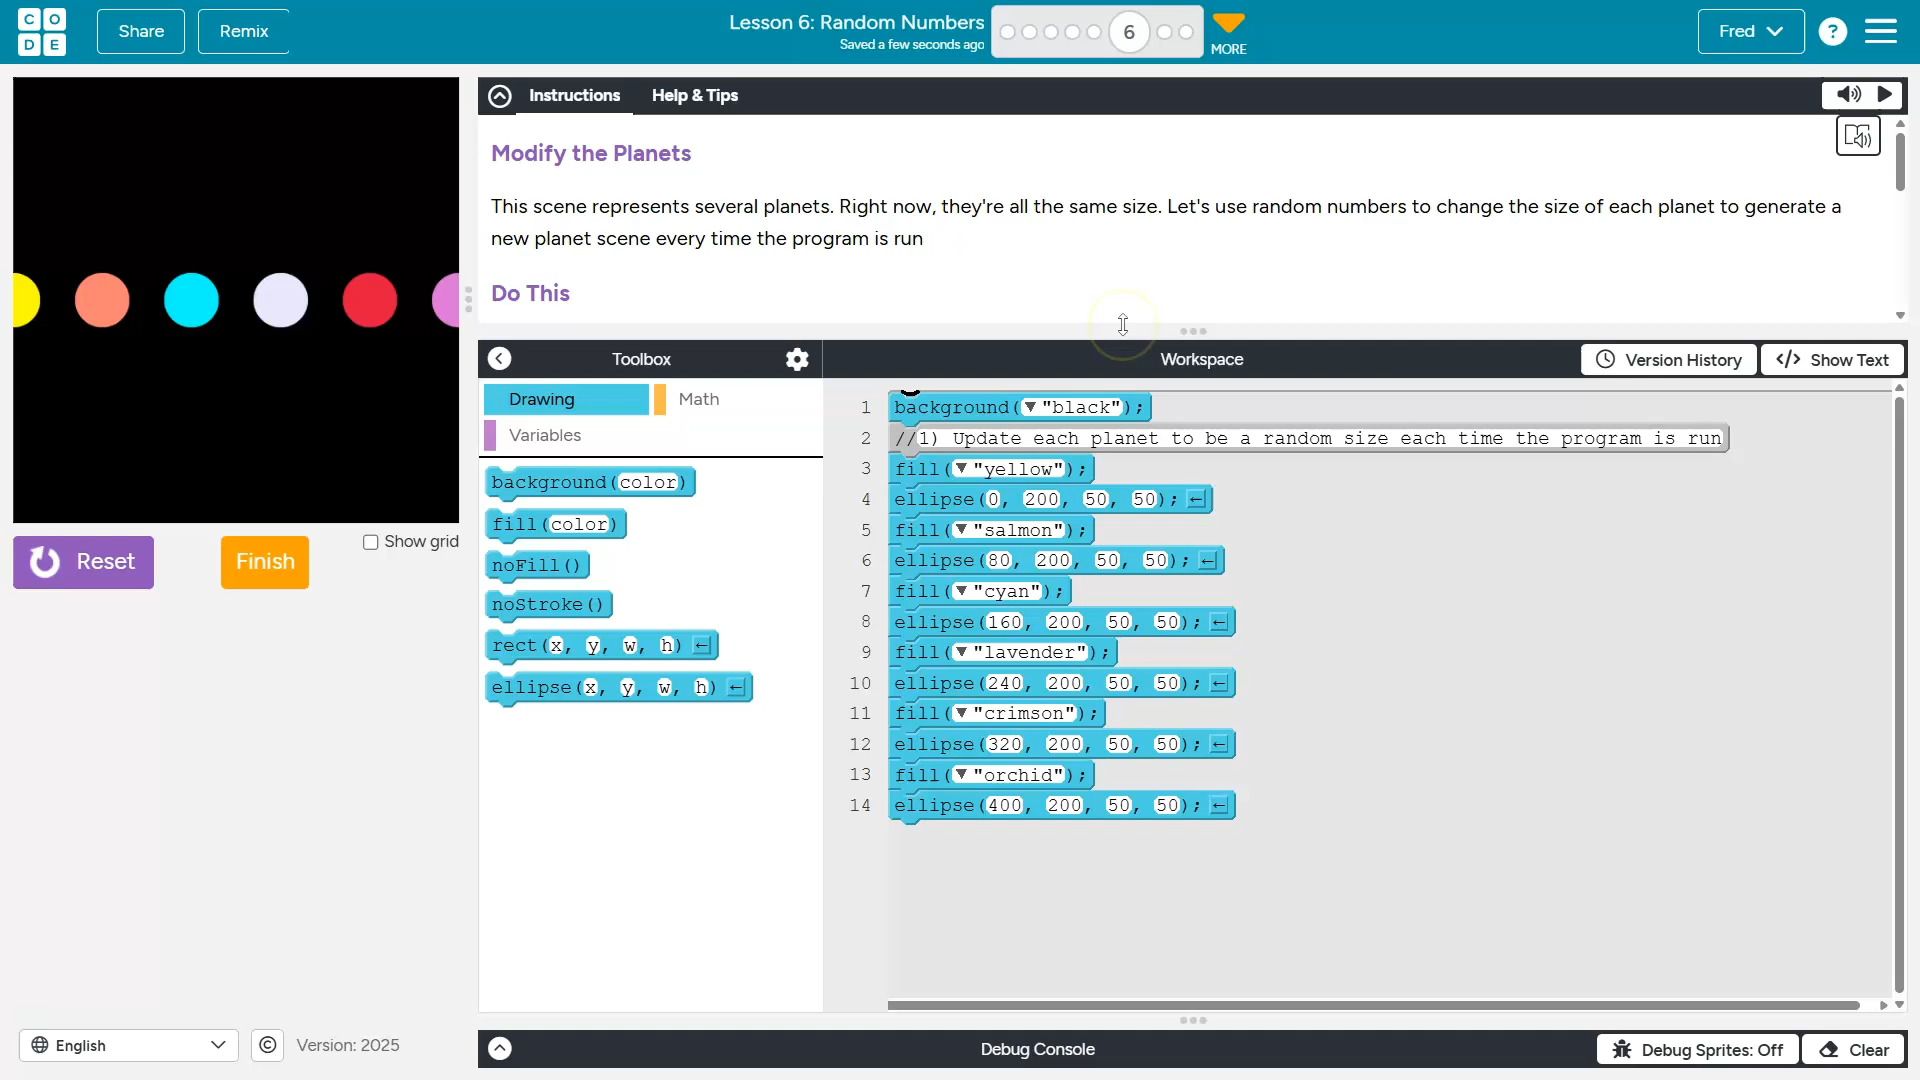 CODE
Share
Remix
Lesson 6: Random Numbers
Saved a few seconds ago
6
MORE
Fred
?
Instructions
Help & Tips
Modify the Planets
This scene represents several planets. Right now, they're all the same size. Let's use random numbers to change the size of each planet to generate a
new planet scene every time the program is run
Do This
Reset
Finish
Show grid
Toolbox
Drawing
Math
Variables
background(color)
fill(color)
noFill()
noStroke()
rect(x, y, w, h) ←
ellipse(x, y, w, h) ←
Workspace
Version History
</> Show Text
1 background(▼"black");
2 //1) Update each planet to be a random size each time the program is run
3 fill(▼"yellow");
4 ellipse(0, 200, 50, 50); ←
5 fill(▼"salmon");
6 ellipse(80, 200, 50, 50); ←
7 fill(▼"cyan");
8 ellipse(160, 200, 50, 50); ←
9 fill(▼"lavender");
10 ellipse(240, 200, 50, 50); ←
11 fill(▼"crimson");
12 ellipse(320, 200, 50, 50); ←
13 fill(▼"orchid");
14 ellipse(400, 200, 50, 50); ←
English
©
Version: 2025
Debug Console
Debug Sprites: Off
Clear